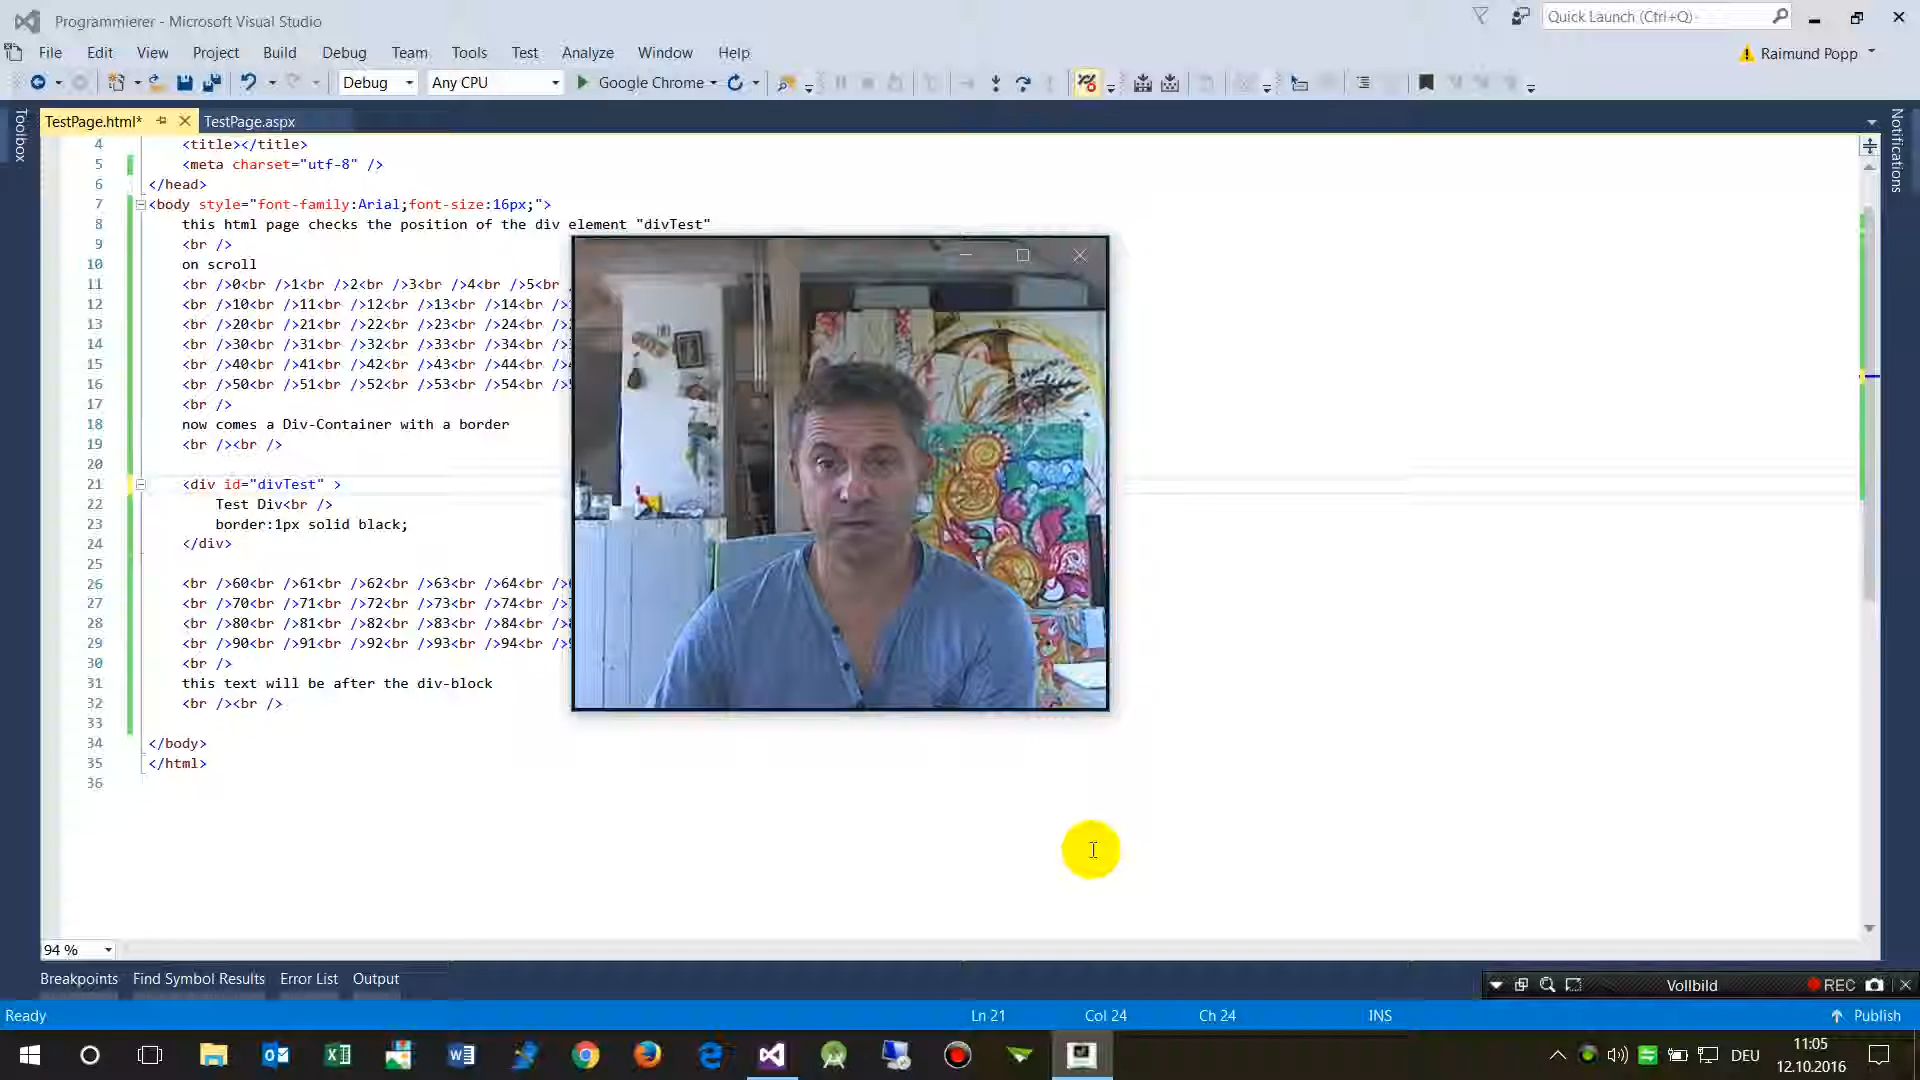 Programmierer - Microsoft Visual Studio
Quick Launch (Ctrl+Q)
File Edit View Project Build Debug Team Tools Test Analyze Window Help
Raimund Popp
Debug Any CPU Google Chrome
TestPage.html* TestPage.aspx
Toolbox
Notifications
4 <title></title>
5 <meta charset="utf-8" />
6 </head>
7 <body style="font-family:Arial;font-size:16px;">
8 this html page checks the position of the div element "divTest"
9 <br />
10 on scroll
11 <br />0<br />1<br />2<br />3<br />4<br />5<br
12 <br />10<br />11<br />12<br />13<br />14<br />
13 <br />20<br />21<br />22<br />23<br />24<br />
14 <br />30<br />31<br />32<br />33<br />34<br />
15 <br />40<br />41<br />42<br />43<br />44<br />
16 <br />50<br />51<br />52<br />53<br />54<br />
17 <br />
18 now comes a Div-Container with a border
19 <br /><br />
20
21 <div id="divTest" >
22 Test Div<br />
23 border:1px solid black;
24 </div>
25
26 <br />60<br />61<br />62<br />63<br />64<br />
27 <br />70<br />71<br />72<br />73<br />74<br />
28 <br />80<br />81<br />82<br />83<br />84<br />
29 <br />90<br />91<br />92<br />93<br />94<br />
30 <br />
31 this text will be after the div-block
32 <br /><br />
33
34 </body>
35 </html>
36
94 %
Breakpoints Find Symbol Results Error List Output
Vollbild REC
Ready Ln 21 Col 24 Ch 24 INS Publish
DEU
11:05
12.10.2016